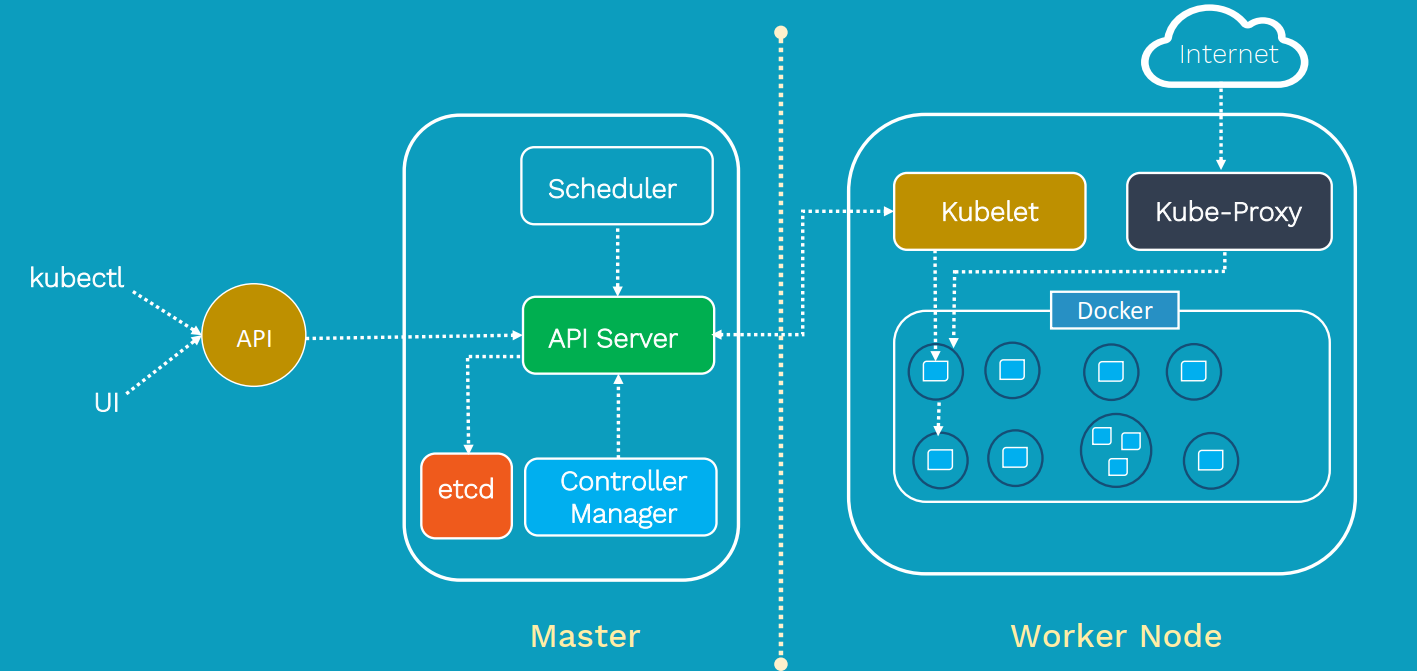 Internet
Scheduler
Kubelet
Kube-Proxy
kubectl
API
API Server
Docker
UI
etcd
Controller
Manager
Master
Worker Node